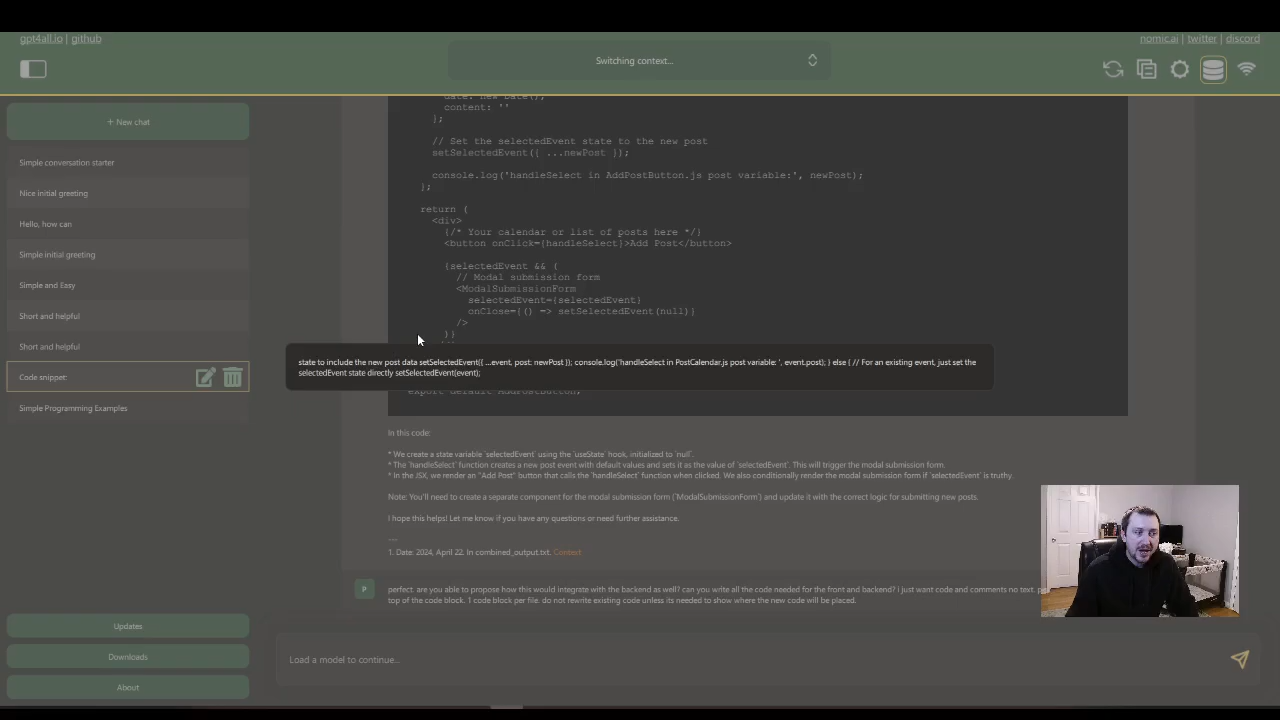 gpt4all.io | github
nomic.ai | twitter | discord
Switching context...
+ New chat
Simple conversation starter
Nice initial greeting
Hello, how can
Simple initial greeting
Simple and Easy
Short and helpful
Short and helpful
Code snippet:
Simple Programming Examples
Updates
Downloads
About
date: new Date(),
content: ''
};
// Set the selectedEvent state to the new post
setSelectedEvent({ ...newPost });
console.log('handleSelect in AddPostButton.js post variable:', newPost);
};
return (
<div>
{/* Your calendar or list of posts here */}
<button onClick={handleSelect}>Add Post</button>
{selectedEvent && (
// Modal submission form
<ModalSubmissionForm
selectedEvent={selectedEvent}
onClose={() => setSelectedEvent(null)}
/>
)}
state to include the new post data setSelectedEvent({ ...event, post: newPost }); console.log('handleSelect in PostCalendar.js post variable: ', event.post); } else { // For an existing event, just set the
selectedEvent state directly setSelectedEvent(event);
export default AddPostButton;
In this code:
* We create a state variable `selectedEvent` using the `useState` hook, initialized to `null`.
* The `handleSelect` function creates a new post event with default values and sets it as the value of `selectedEvent`. This will trigger the modal submission form.
* In the JSX, we render an "Add Post" button that calls the `handleSelect` function when clicked. We also conditionally render the modal submission form if `selectedEvent` is truthy.
Note: You'll need to create a separate component for the modal submission form (`ModalSubmissionForm`) and update it with the correct logic for submitting new posts.
I hope this helps! Let me know if you have any questions or need further assistance.
---
1. Date: 2024, April 22. In combined_output.txt. Context
P
perfect. are you able to propose how this would integrate with the backend as well? can you write all the code needed for the front and backend? i just want code and comments no text.
top of the code block. 1 code block per file. do not rewrite existing code unless its needed to show where the new code will be placed.
Load a model to continue...